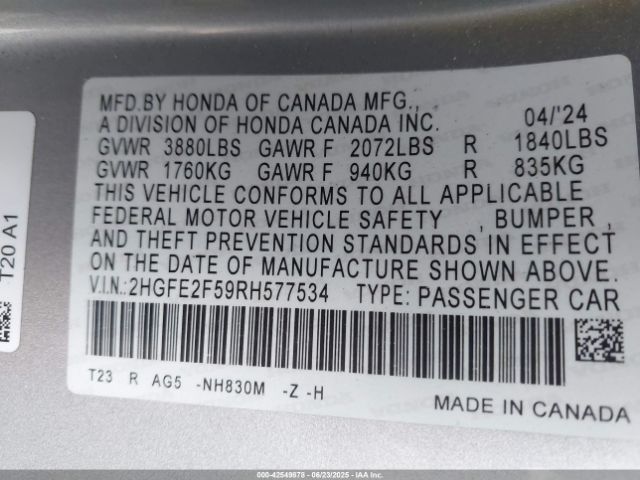 MFD.BY HONDA OF CANADA MFG.,
A DIVISION OF HONDA CANADA INC. 04/'24
GVWR 3880LBS GAWR F 2072LBS R 1840LBS
GVWR 1760KG GAWR F 940KG R 835KG
THIS VEHICLE CONFORMS TO ALL APPLICABLE
FEDERAL MOTOR VEHICLE SAFETY , BUMPER ,
AND THEFT PREVENTION STANDARDS IN EFFECT
ON THE DATE OF MANUFACTURE SHOWN ABOVE.
V.I.N.:2HGFE2F59RH577534 TYPE: PASSENGER CAR
T23 R AG5 -NH830M -Z -H
MADE IN CANADA
T20 A1
000-42549878 - 06/23/2025 - IAAI.COM